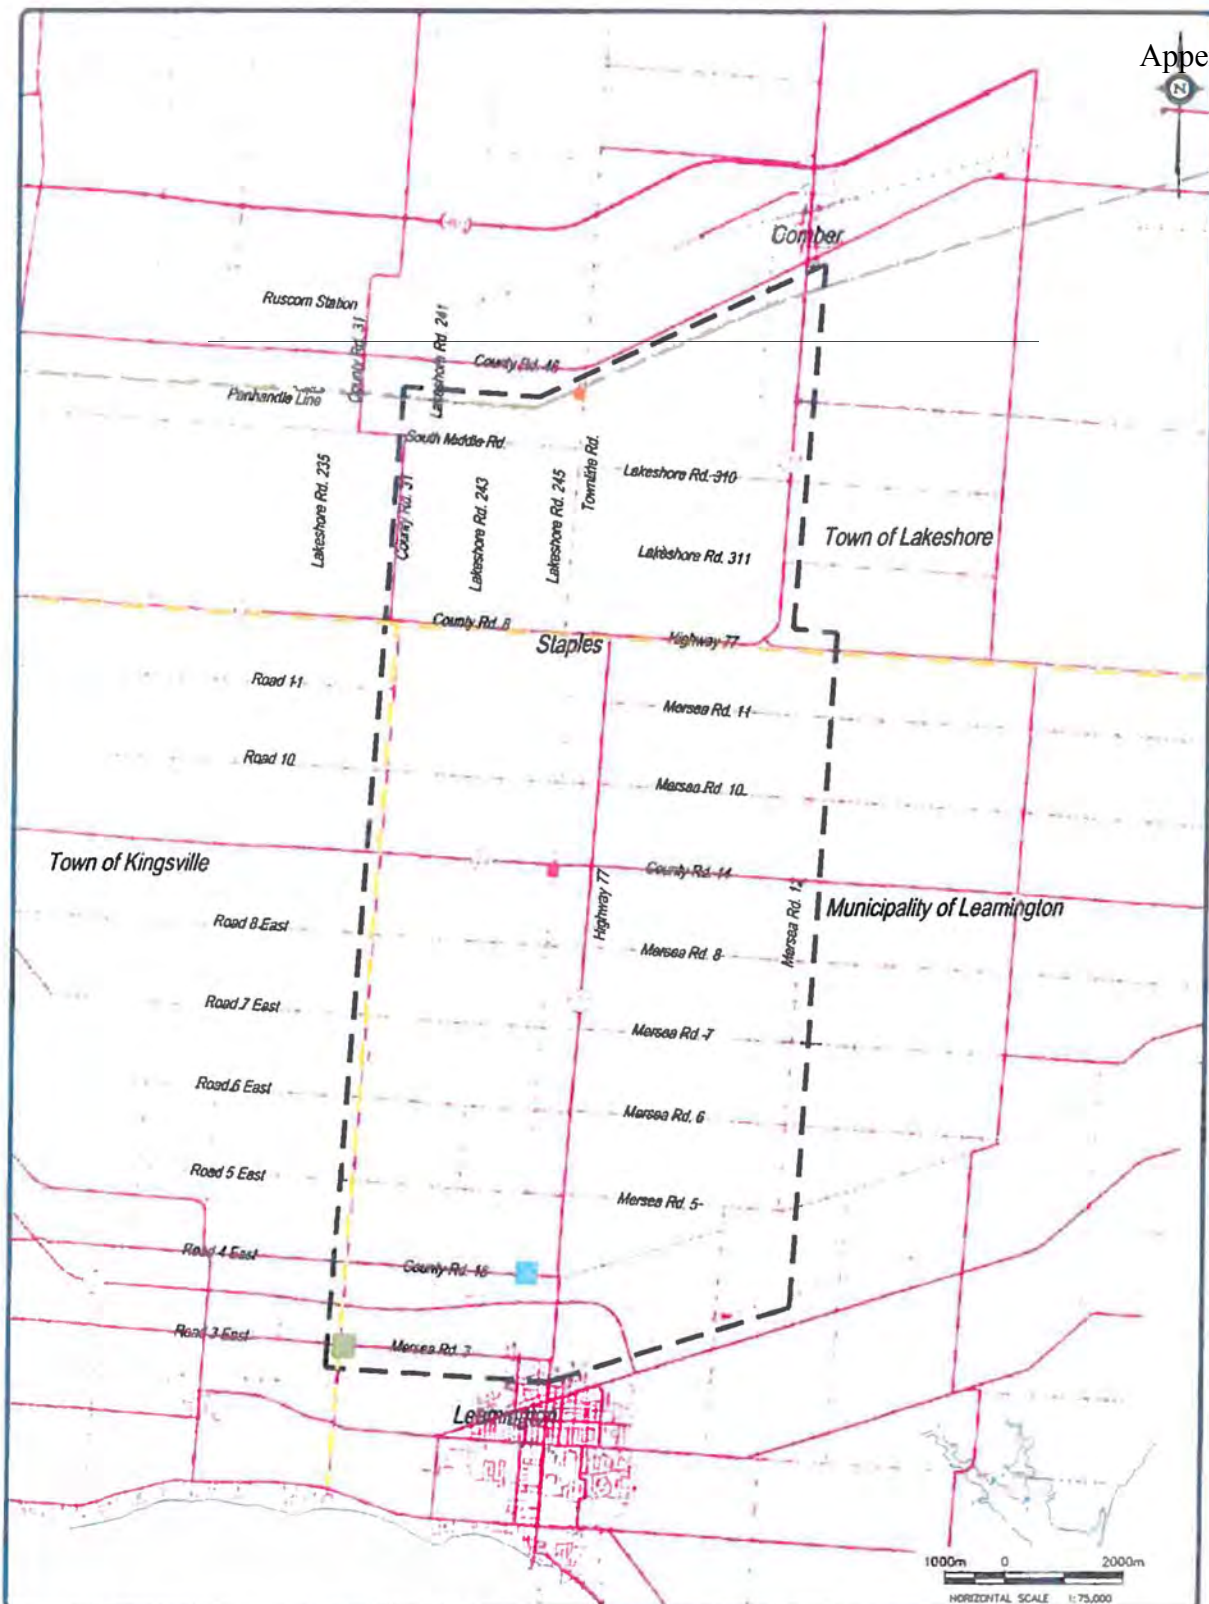 Appe
N
Comber
Ruscom Station
County Rd. 31
Lakeshore Rd. 241
County Rd. 46
Panhandle Line
South Middle Rd.
Lakeshore Rd. 235
County Rd. 31
Lakeshore Rd. 243
Lakeshore Rd. 245
Townline Rd.
Lakeshore Rd. 310
Lakeshore Rd. 311
Town of Lakeshore
County Rd. 8
Staples
Highway 77
Road 11
Mersea Rd. 11
Road 10
Mersea Rd. 10
Town of Kingsville
County Rd. 14
Highway 77
Mersea Rd. 12
Municipality of Leamington
Road 8 East
Mersea Rd. 8
Road 7 East
Mersea Rd. 7
Road 6 East
Mersea Rd. 6
Road 5 East
Mersea Rd. 5
Road 4 East
County Rd. 18
Road 3 East
Mersea Rd. 3
Leamington
1000m 0 2000m
HORIZONTAL SCALE 1:75,000